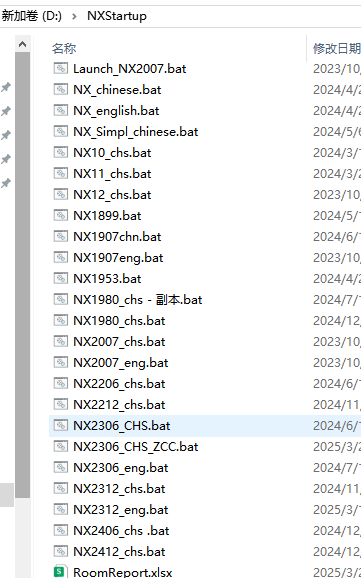 新加卷 (D:) > NXStartup
名称 修改日期
Launch_NX2007.bat 2023/10/
NX_chinese.bat 2024/4/2
NX_english.bat 2024/4/2
NX_Simpl_chinese.bat 2024/5/6
NX10_chs.bat 2024/3/1
NX11_chs.bat 2024/3/2
NX12_chs.bat 2023/10/
NX1899.bat 2024/5/1
NX1907chn.bat 2024/6/1
NX1907eng.bat 2023/10/
NX1953.bat 2024/4/2
NX1980_chs - 副本.bat 2024/7/1
NX1980_chs.bat 2024/12/
NX2007_chs.bat 2023/10/
NX2007_eng.bat 2023/10/
NX2206_chs.bat 2024/7/1
NX2212_chs.bat 2024/11/
NX2306_CHS.bat 2024/6/1
NX2306_CHS_ZCC.bat 2025/3/2
NX2306_eng.bat 2024/7/1
NX2312_chs.bat 2024/11/
NX2312_eng.bat 2025/3/1
NX2406_chs .bat 2024/12/
NX2412_chs.bat 2024/12/
RoomReport.xlsx 2025/3/2